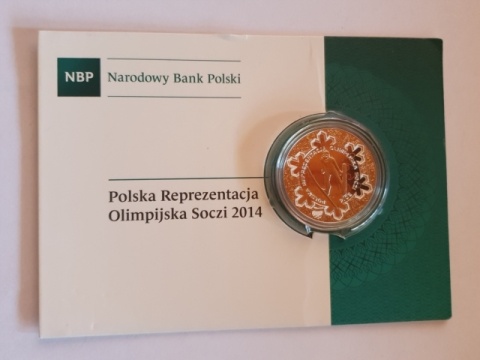 NBP
Narodowy Bank Polski
Polska Reprezentacja
Olimpijska Soczi 2014